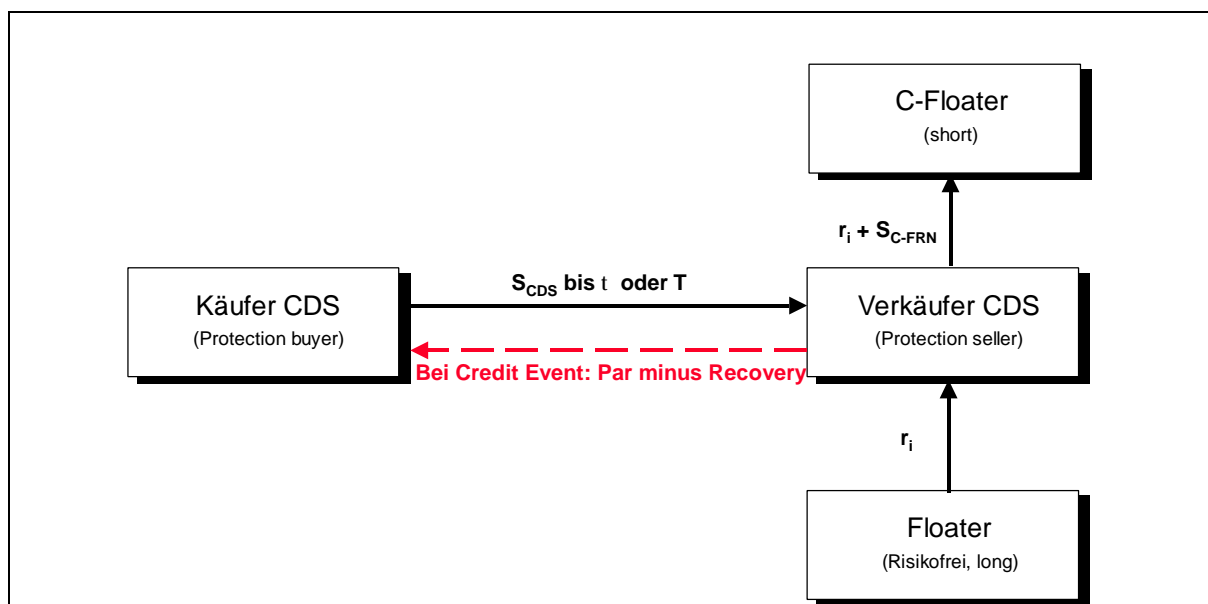 C-Floater
(short)
r_i + S_C-FRN
S_CDS bis t oder T
Käufer CDS
(Protection buyer)
Verkäufer CDS
(Protection seller)
Bei Credit Event: Par minus Recovery
r_i
Floater
(Risikofrei, long)